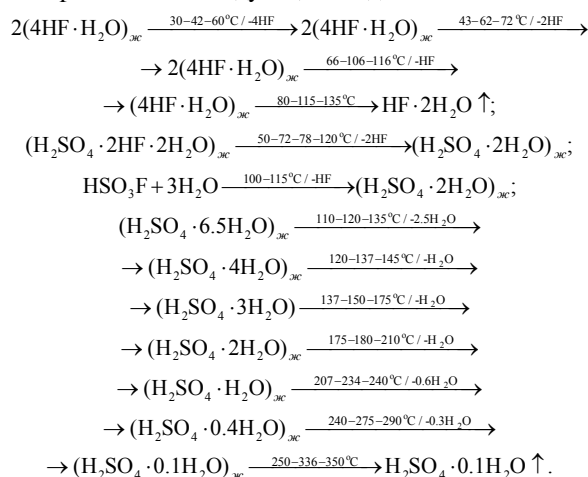 2(4HF·H₂O)ж —30–42–60°C / -4HF→ 2(4HF·H₂O)ж —43–62–72°C / -2HF→
→ 2(4HF·H₂O)ж —66–106–116°C / -HF→
→ (4HF·H₂O)ж —80–115–135°C→ HF·2H₂O ↑;
(H₂SO₄·2HF·2H₂O)ж —50–72–78–120°C / -2HF→ (H₂SO₄·2H₂O)ж;
HSO₃F + 3H₂O —100–115°C / -HF→ (H₂SO₄·2H₂O)ж;
(H₂SO₄·6.5H₂O)ж —110–120–135°C / -2.5H₂O→
→ (H₂SO₄·4H₂O)ж —120–137–145°C / -H₂O→
→ (H₂SO₄·3H₂O) —137–150–175°C / -H₂O→
→ (H₂SO₄·2H₂O)ж —175–180–210°C / -H₂O→
→ (H₂SO₄·H₂O)ж —207–234–240°C / -0.6H₂O→
→ (H₂SO₄·0.4H₂O)ж —240–275–290°C / -0.3H₂O→
→ (H₂SO₄·0.1H₂O)ж —250–336–350°C→ H₂SO₄·0.1H₂O ↑.